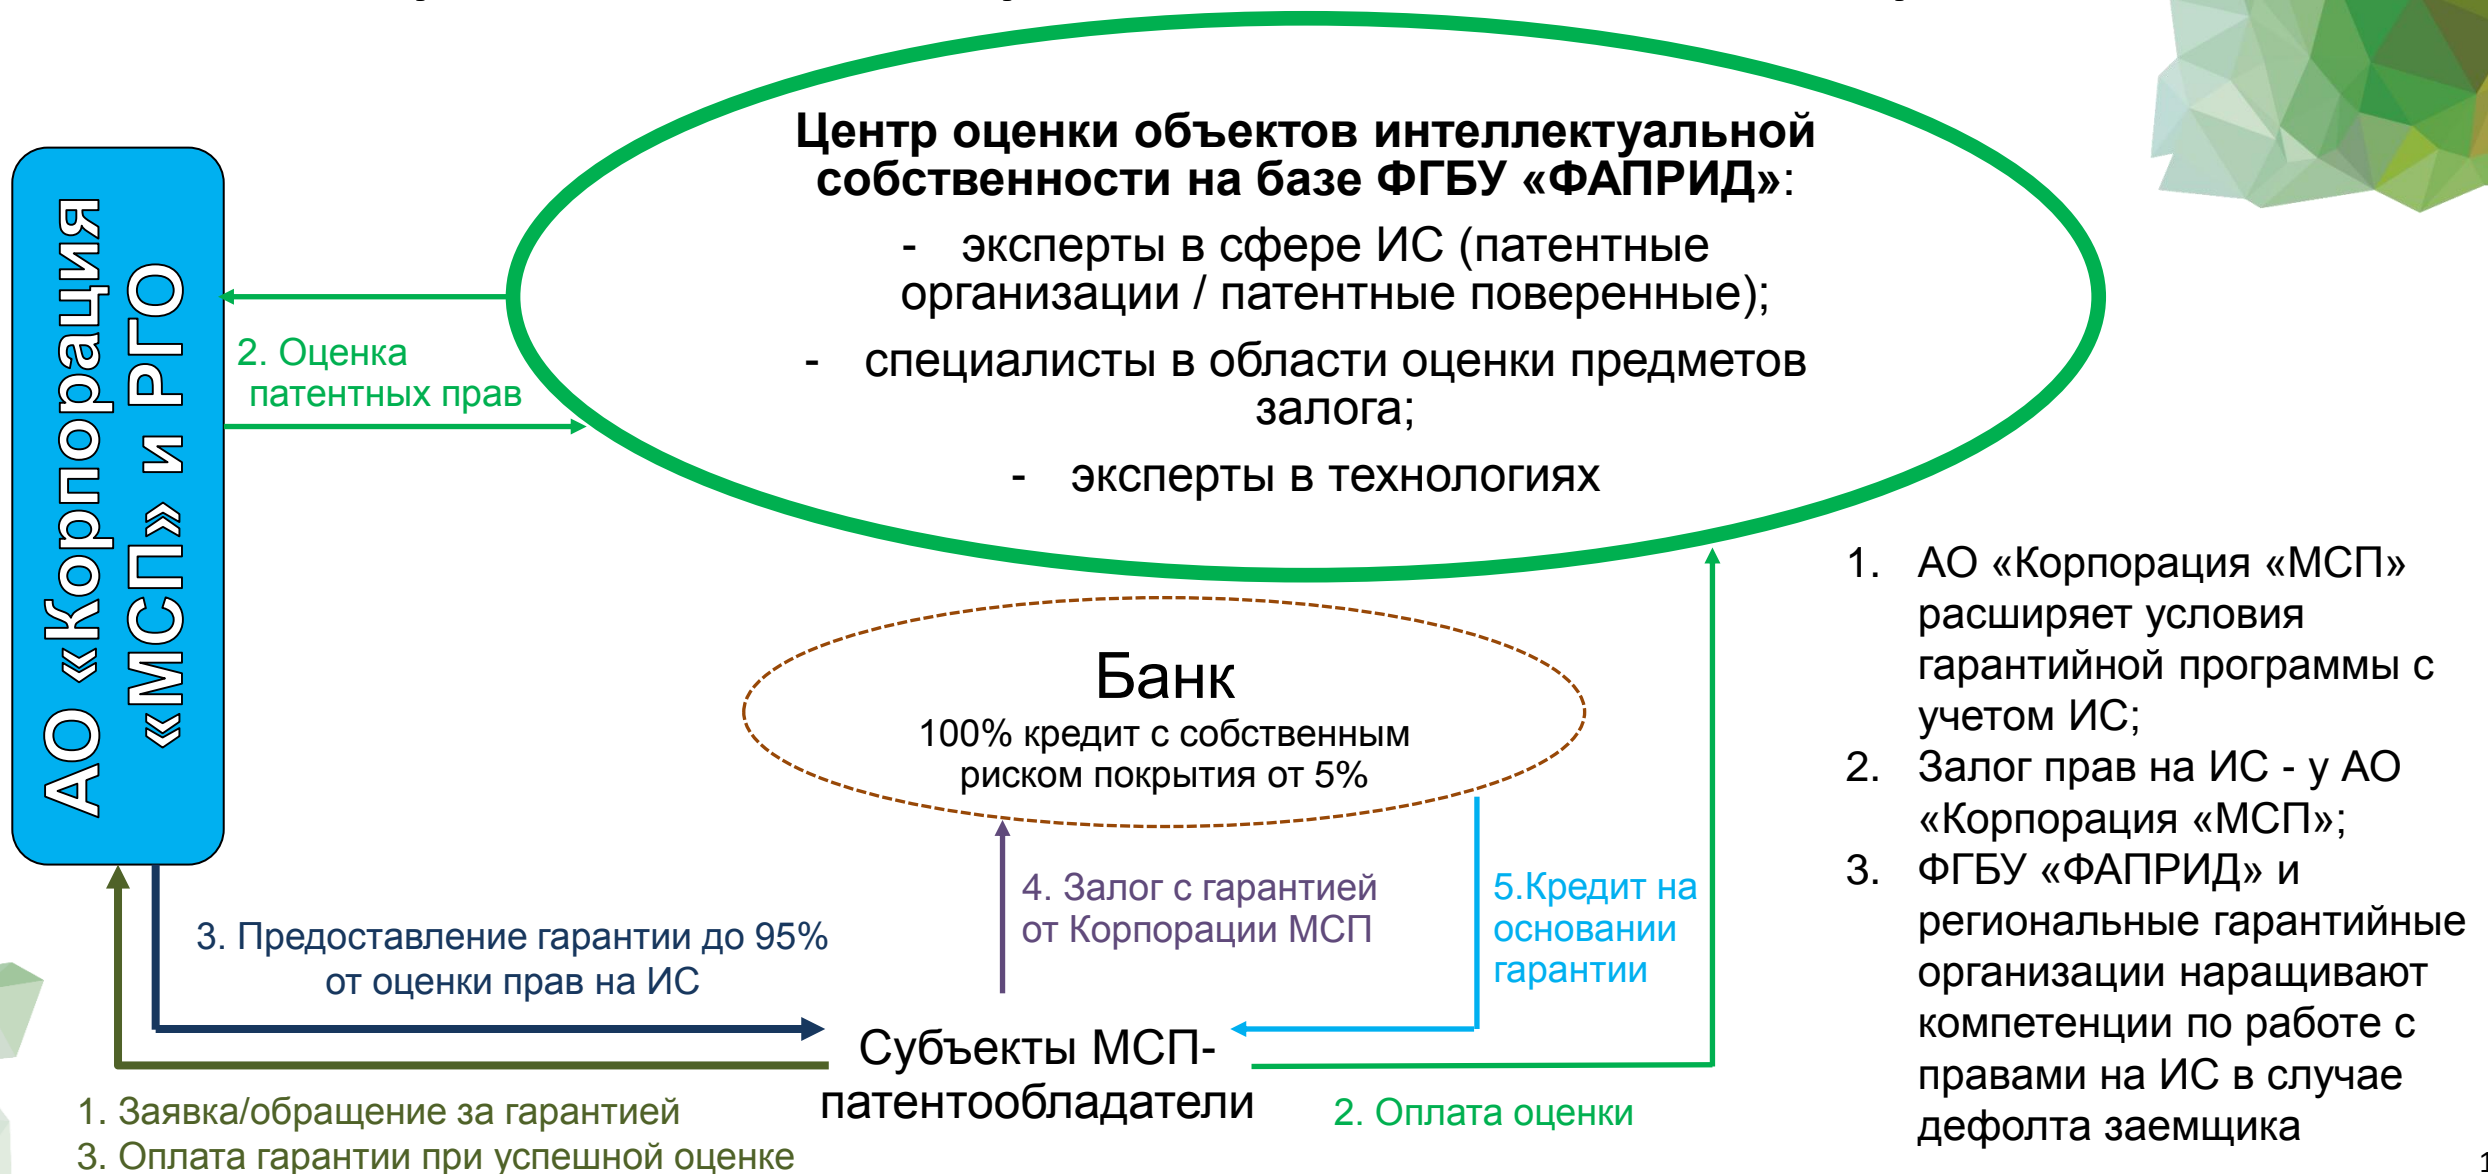 Центр оценки объектов интеллектуальной
собственности на базе ФГБУ «ФАПРИД»:
- эксперты в сфере ИС (патентные
организации / патентные поверенные);
- специалисты в области оценки предметов
залога;
- эксперты в технологиях
АО «Корпорация
«МСП» и РГО
2. Оценка
патентных прав
Банк
100% кредит с собственным
риском покрытия от 5%
4. Залог с гарантией
от Корпорации МСП
5.Кредит на
основании
гарантии
3. Предоставление гарантии до 95%
от оценки прав на ИС
Субъекты МСП-
патентообладатели
1. Заявка/обращение за гарантией
3. Оплата гарантии при успешной оценке
2. Оплата оценки
1. АО «Корпорация «МСП»
расширяет условия
гарантийной программы с
учетом ИС;
2. Залог прав на ИС - у АО
«Корпорация «МСП»;
3. ФГБУ «ФАПРИД» и
региональные гарантийные
организации наращивают
компетенции по работе с
правами на ИС в случае
дефолта заемщика